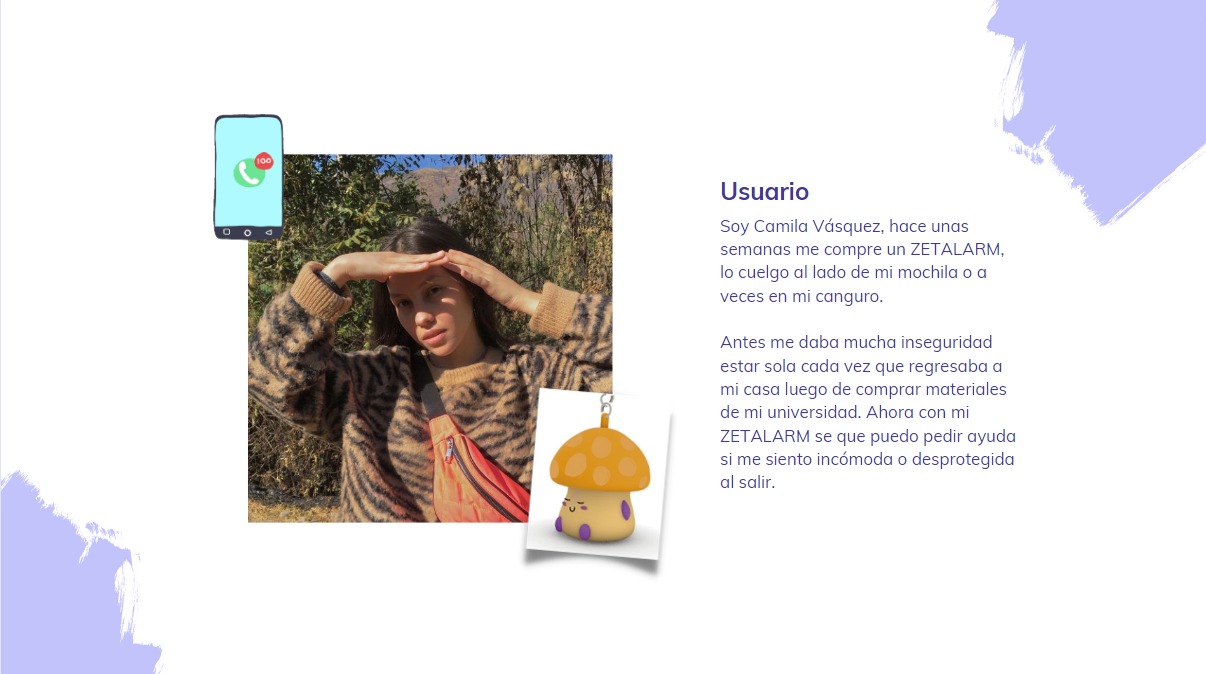 100
Usuario
Soy Camila Vásquez, hace unas
semanas me compre un ZETALARM,
lo cuelgo al lado de mi mochila o a
veces en mi canguro.
Antes me daba mucha inseguridad
estar sola cada vez que regresaba a
mi casa luego de comprar materiales
de mi universidad. Ahora con mi
ZETALARM se que puedo pedir ayuda
si me siento incómoda o desprotegida
al salir.